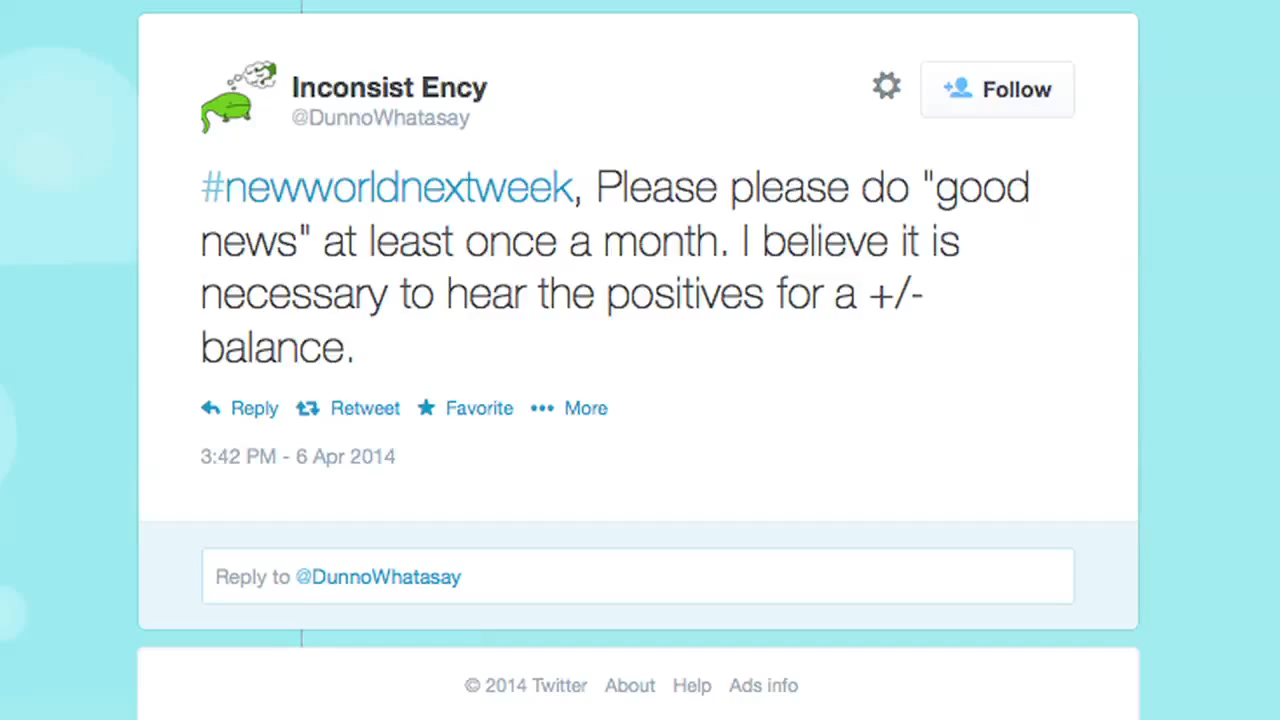 Inconsist Ency
@DunnoWhatasay
Follow
#newworldnextweek, Please please do "good
news" at least once a month. I believe it is
necessary to hear the positives for a +/-
balance.
Reply Retweet Favorite More
3:42 PM - 6 Apr 2014
Reply to @DunnoWhatasay
© 2014 Twitter About Help Ads info